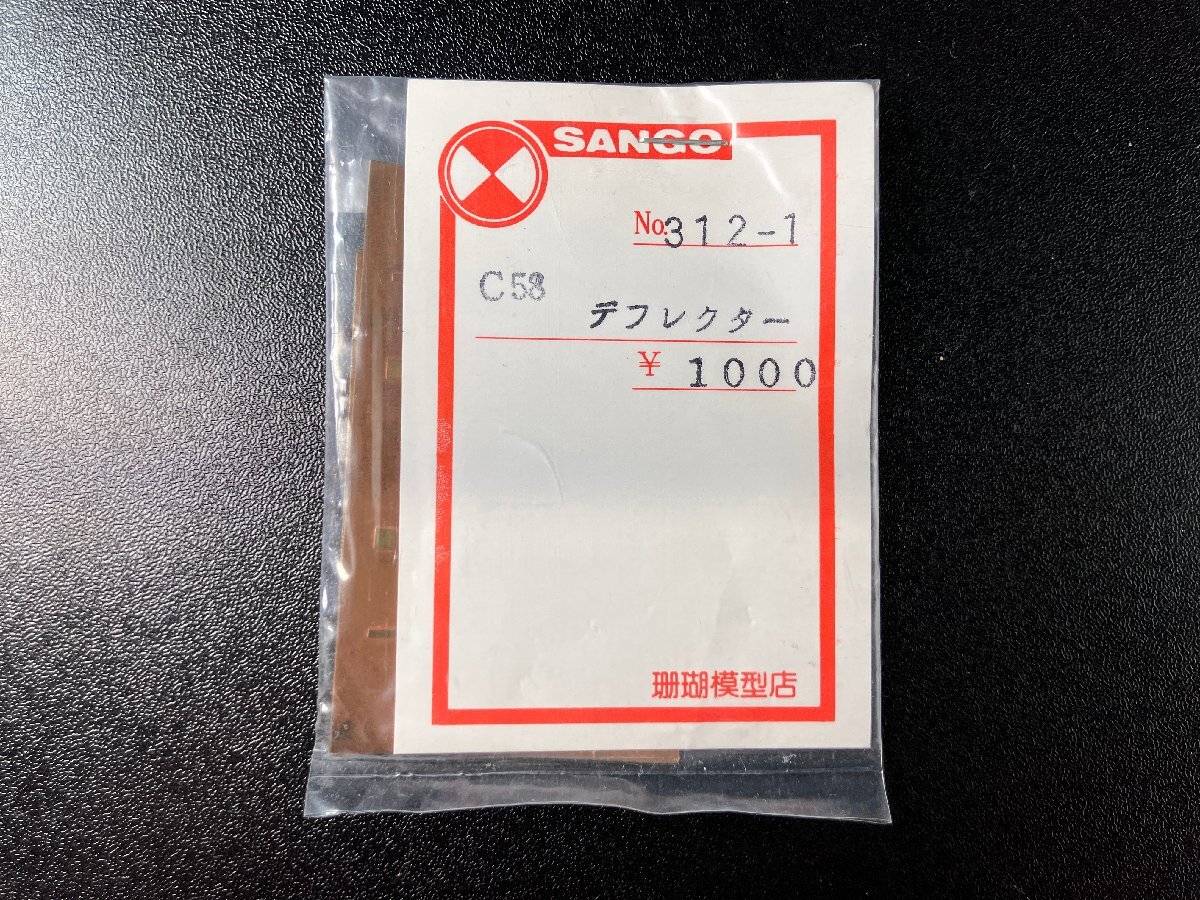 SANGO
No.312-1
C58
デフレクター
¥ 1000
珊瑚模型店